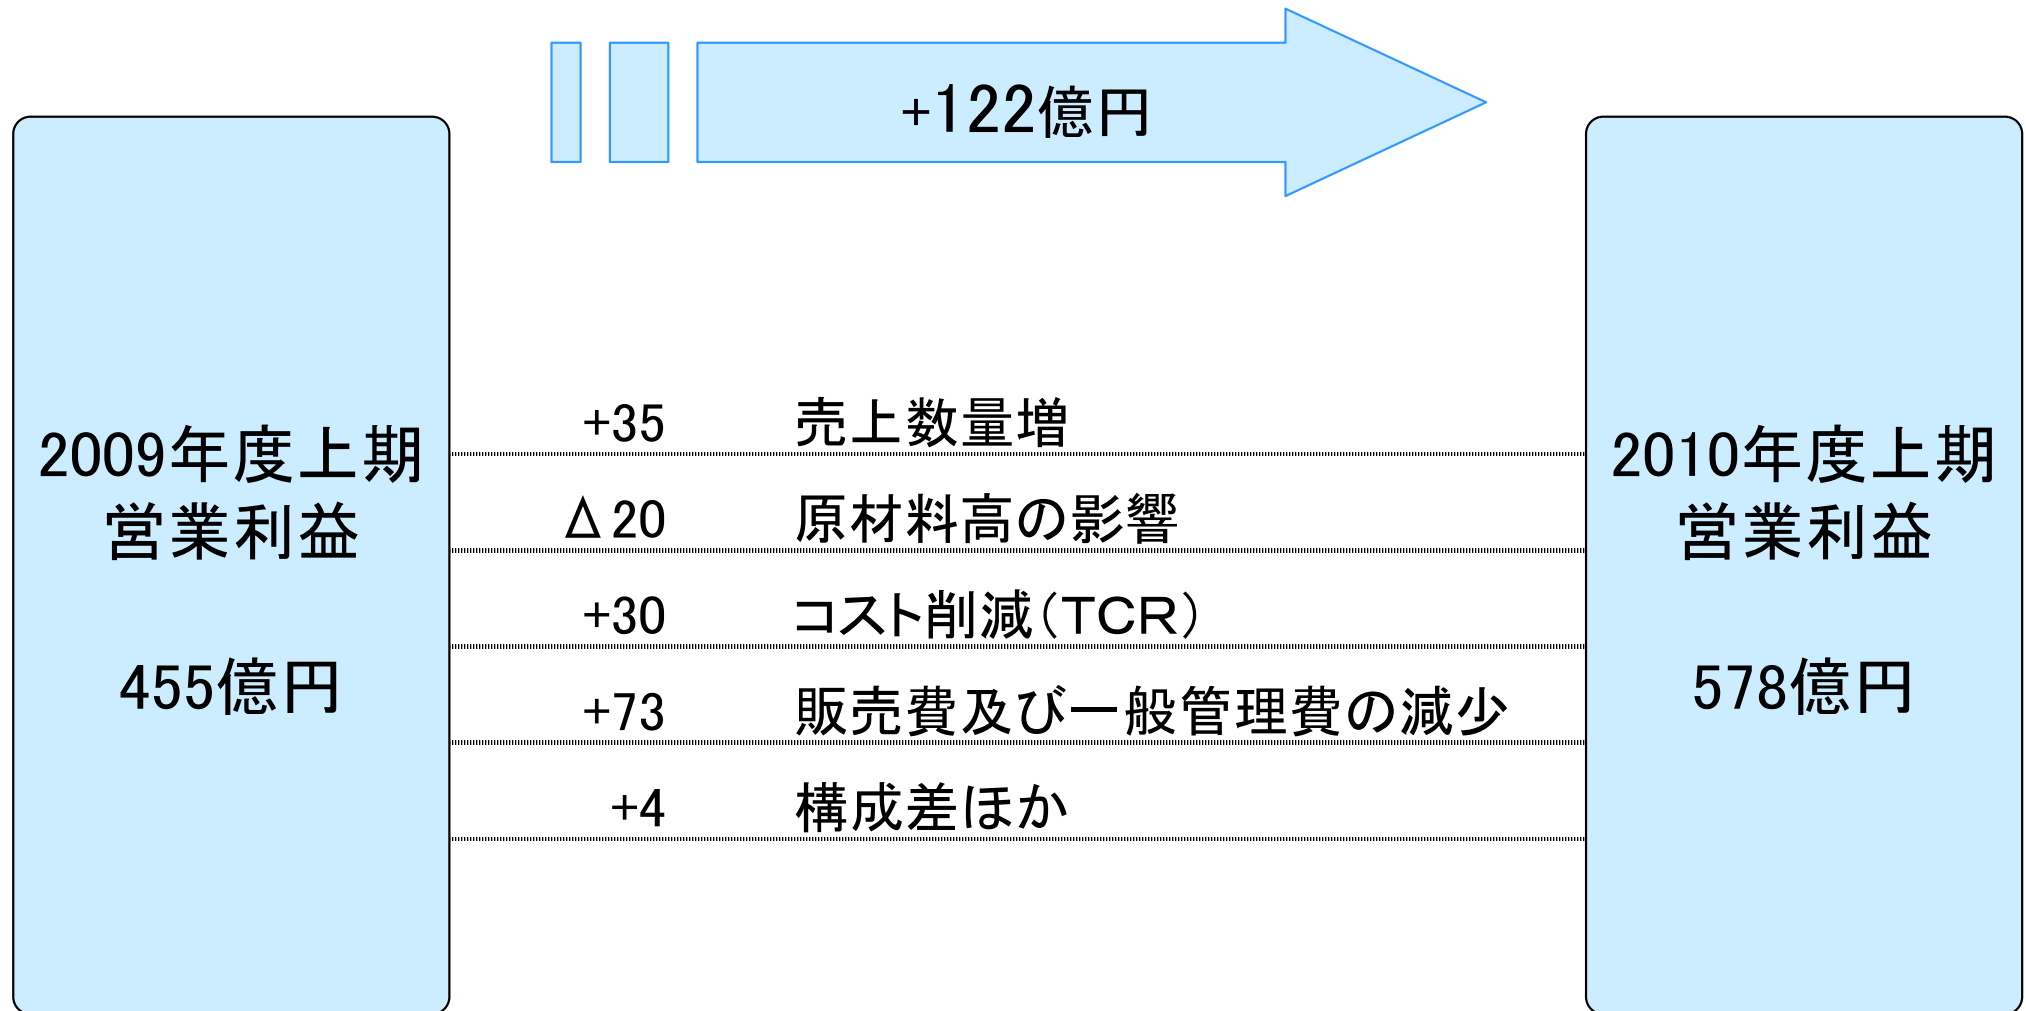 +122億円
2009年度上期
営業利益
455億円
+35 売上数量増
Δ20 原材料高の影響
+30 コスト削減(TCR)
+73 販売費及び一般管理費の減少
+4 構成差ほか
2010年度上期
営業利益
578億円